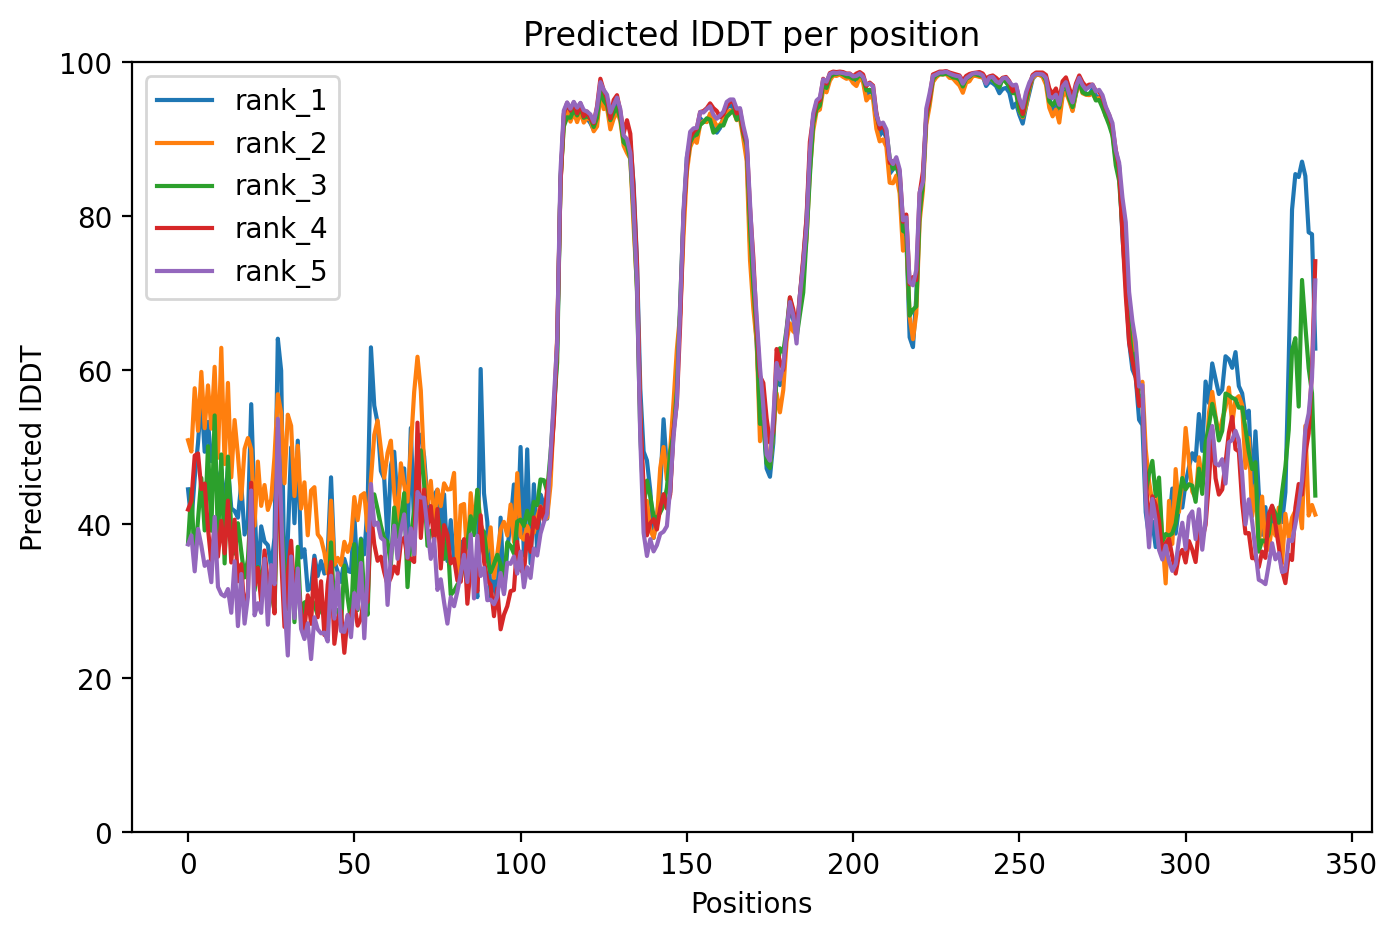 Predicted lDDT per position
100
80
60
40
20
0
Predicted lDDT
rank_1
rank_2
rank_3
rank_4
rank_5
0 50 100 150 200 250 300 350
Positions